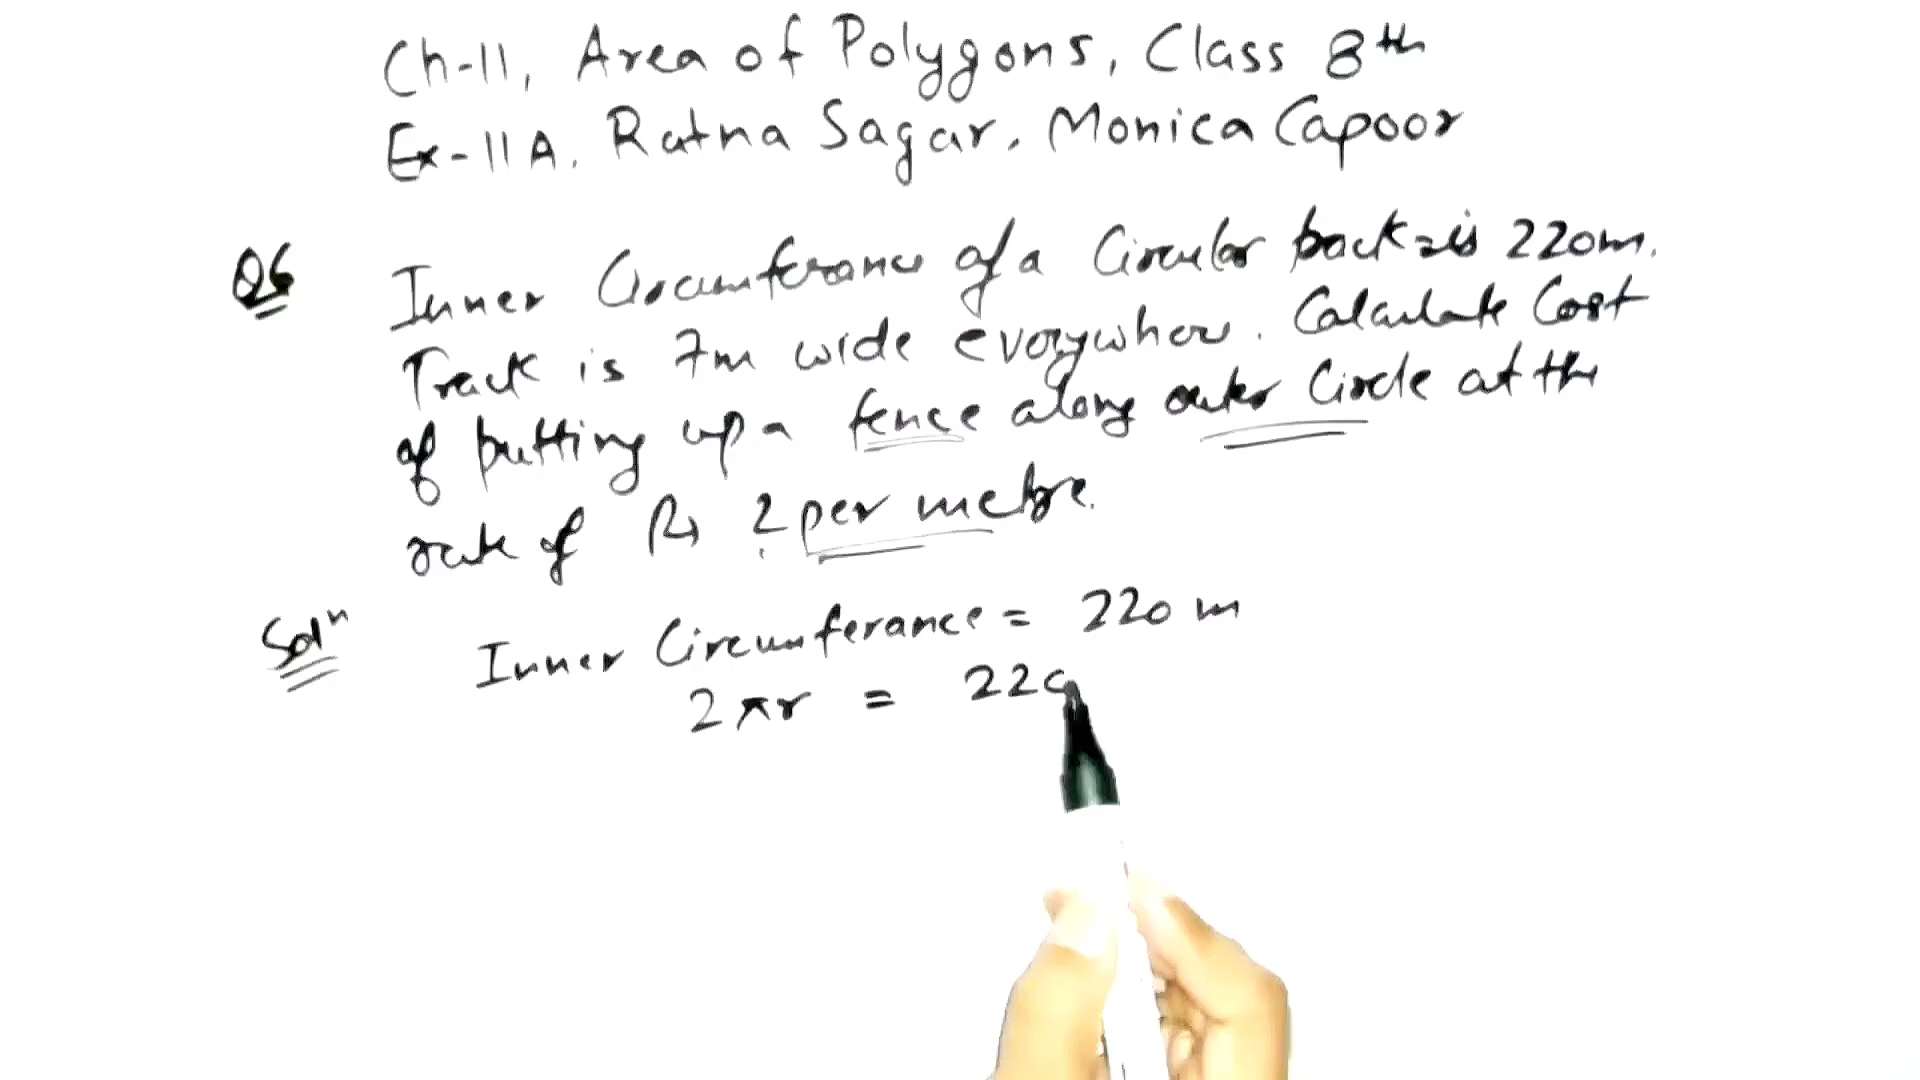 Ch-11, Area of Polygons, Class 8th
Ex-11A. Ratna Sagar. Monica Capoor
Q6 Inner Circumferance of a Circular track is 220m.
Track is 7m wide everywhere. Calculate Cost
of putting up a fence along outer Circle at the
rate of Rs 2 per metre.
Soln Inner Circumferance = 220 m
2πr = 220